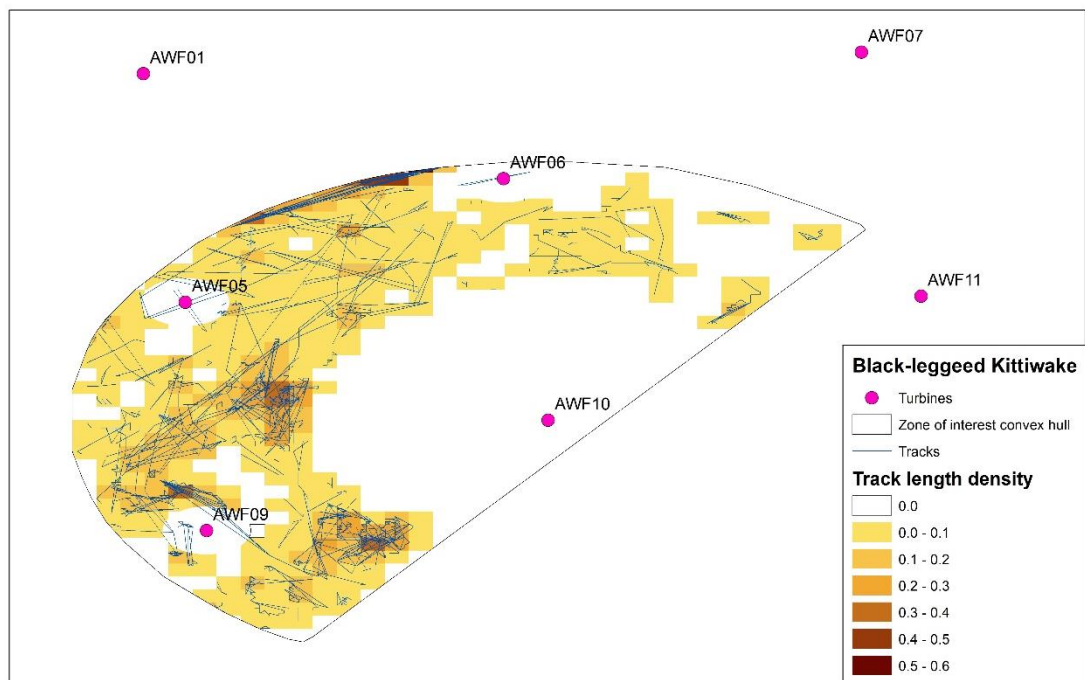 AWF01
AWF07
AWF06
AWF05
AWF11
AWF10
AWF09
Black-leggeed Kittiwake
Turbines
Zone of interest convex hull
Tracks
Track length density
0.0
0.0 - 0.1
0.1 - 0.2
0.2 - 0.3
0.3 - 0.4
0.4 - 0.5
0.5 - 0.6